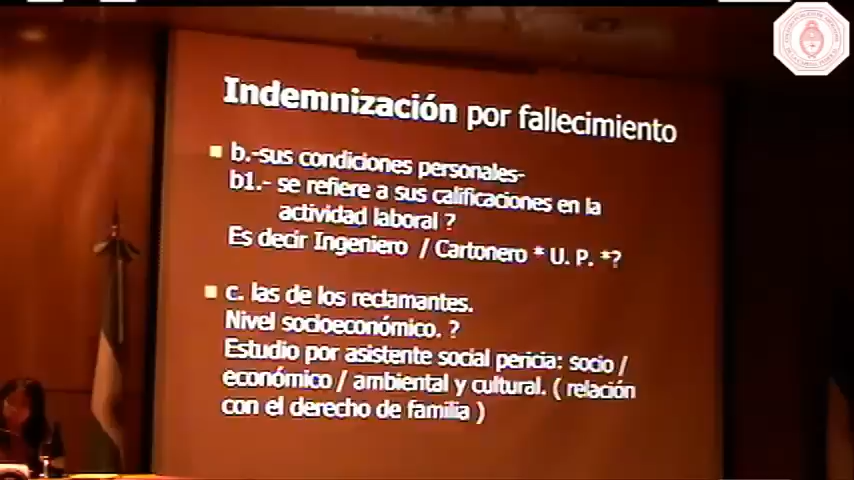 Indemnización por fallecimiento
b.-sus condiciones personales-
b1.- se refiere a sus calificaciones en la
actividad laboral ?
Es decir Ingeniero / Cartonero * U. P. *?
c. las de los reclamantes.
Nivel socioeconómico. ?
Estudio por asistente social pericia: socio /
económico / ambiental y cultural. ( relación
con el derecho de familia )